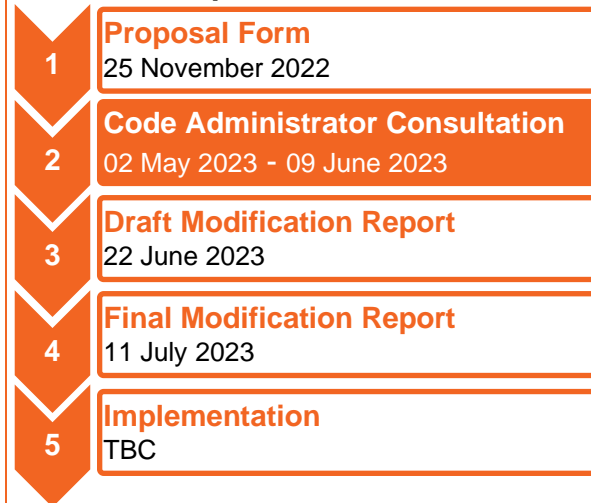 Proposal Form
1
25 November 2022
Code Administrator Consultation
2
02 May 2023 - 09 June 2023
Draft Modification Report
3
22 June 2023
Final Modification Report
4
11 July 2023
Implementation
5
TBC